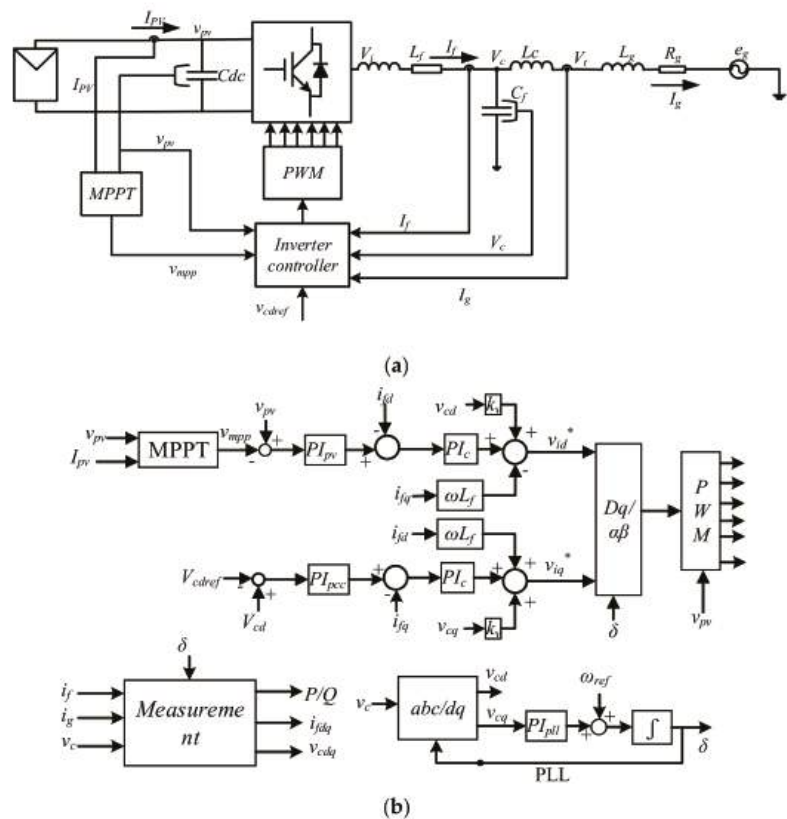 I_PV v_pv
V_i L_f I_f V_c Lc V_t L_g R_g e_g
I_PV Cdc C_f I_g
v_pv
MPPT PWM
I_f
Inverter
controller
V_c
v_mpp
I_g
v_cdref
(a)
v_pv i_fd v_cd k_v
v_pv MPPT v_mpp - + PI_pv + - PI_c + + - v_id*
I_pv
i_fq ωL_f
i_fd ωL_f
Dq/
αβ
P
W
M
V_cdref - + PI_pcc + - PI_c + + + v_iq*
V_cd i_fq v_cq k_v δ v_pv
δ
i_f P/Q
i_g Measureme
nt
i_fdq
v_c v_cdq
v_c abc/dq v_cd
v_cq PI_pll + + ω_ref ∫ δ
PLL
(b)